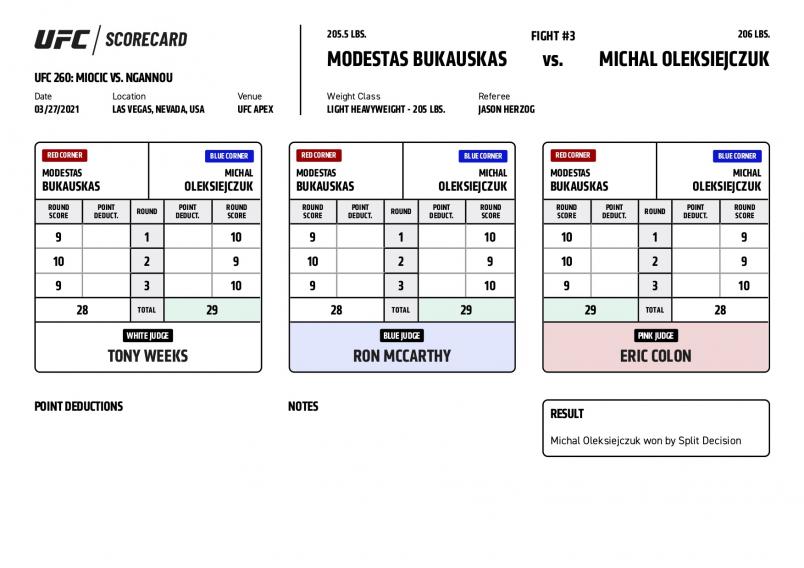 UFC / SCORECARD
UFC 260: MIOCIC VS. NGANNOU
Date Location Venue
03/27/2021 LAS VEGAS, NEVADA, USA UFC APEX
205.5 LBS. FIGHT #3 206 LBS.
MODESTAS BUKAUSKAS vs. MICHAL OLEKSIEJCZUK
Weight Class Referee
LIGHT HEAVYWEIGHT - 205 LBS. JASON HERZOG
RED CORNER BLUE CORNER
MODESTAS MICHAL
BUKAUSKAS OLEKSIEJCZUK
ROUND SCORE POINT DEDUCT. ROUND POINT DEDUCT. ROUND SCORE
9 1 10
10 2 9
9 3 10
28 TOTAL 29
WHITE JUDGE
TONY WEEKS
RED CORNER BLUE CORNER
MODESTAS MICHAL
BUKAUSKAS OLEKSIEJCZUK
ROUND SCORE POINT DEDUCT. ROUND POINT DEDUCT. ROUND SCORE
9 1 10
10 2 9
9 3 10
28 TOTAL 29
BLUE JUDGE
RON MCCARTHY
RED CORNER BLUE CORNER
MODESTAS MICHAL
BUKAUSKAS OLEKSIEJCZUK
ROUND SCORE POINT DEDUCT. ROUND POINT DEDUCT. ROUND SCORE
10 1 9
10 2 9
9 3 10
29 TOTAL 28
PINK JUDGE
ERIC COLON
POINT DEDUCTIONS
NOTES
RESULT
Michal Oleksiejczuk won by Split Decision